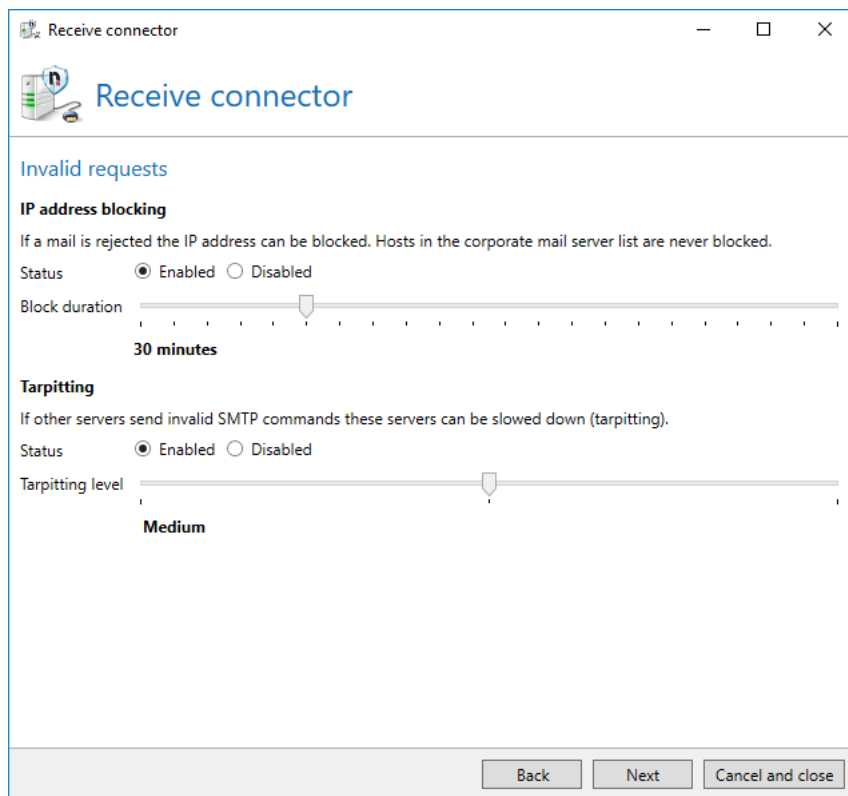 Receive connector
n
Receive connector
Invalid requests
IP address blocking
If a mail is rejected the IP address can be blocked. Hosts in the corporate mail server list are never blocked.
Status Enabled Disabled
Block duration
30 minutes
Tarpitting
If other servers send invalid SMTP commands these servers can be slowed down (tarpitting).
Status Enabled Disabled
Tarpitting level
Medium
Back Next Cancel and close